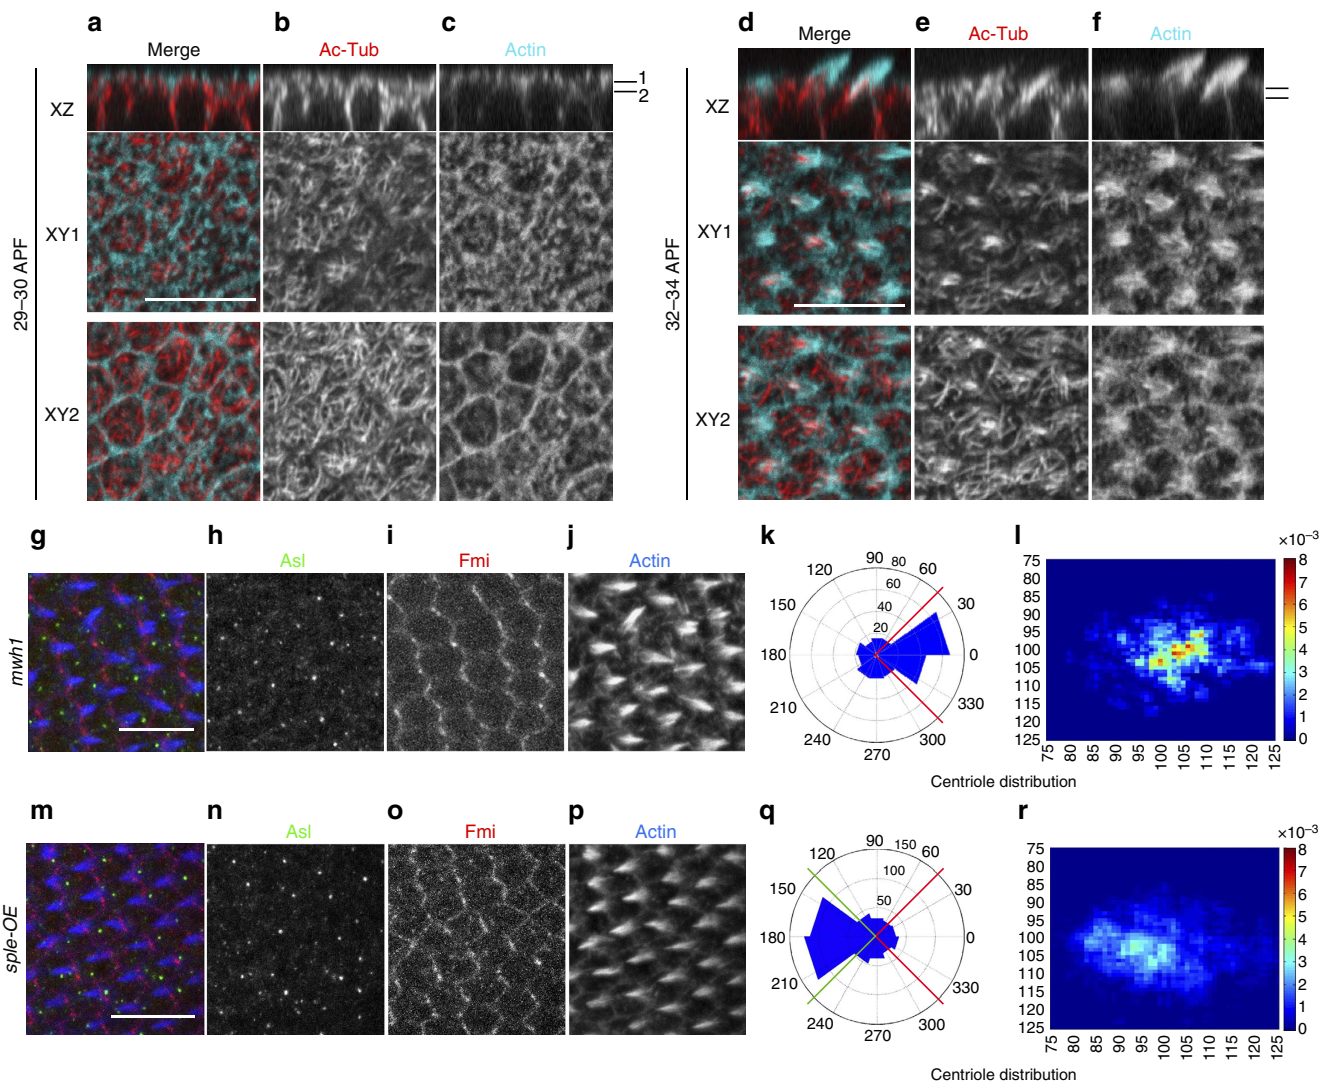 a b c d e f
Merge Ac-Tub Actin Merge Ac-Tub Actin
29–30 APF
XZ
1
2
XY1
XY2
32–34 APF
XZ
XY1
XY2
g h i j k l
Asl Fmi Actin
mwh1
90 80 60 120 60 40 20 150 30 180 0 210 330 240 300 270
×10⁻³
75 80 85 90 95 100 105 110 115 120 125
8 7 6 5 4 3 2 1 0
75 80 85 90 95 100 105 110 115 120 125
Centriole distribution
m n o p q r
Asl Fmi Actin
sple-OE
90 150 60 120 100 50 150 30 180 0 210 330 240 300 270
×10⁻³
75 80 85 90 95 100 105 110 115 120 125
8 7 6 5 4 3 2 1 0
75 80 85 90 95 100 105 110 115 120 125
Centriole distribution